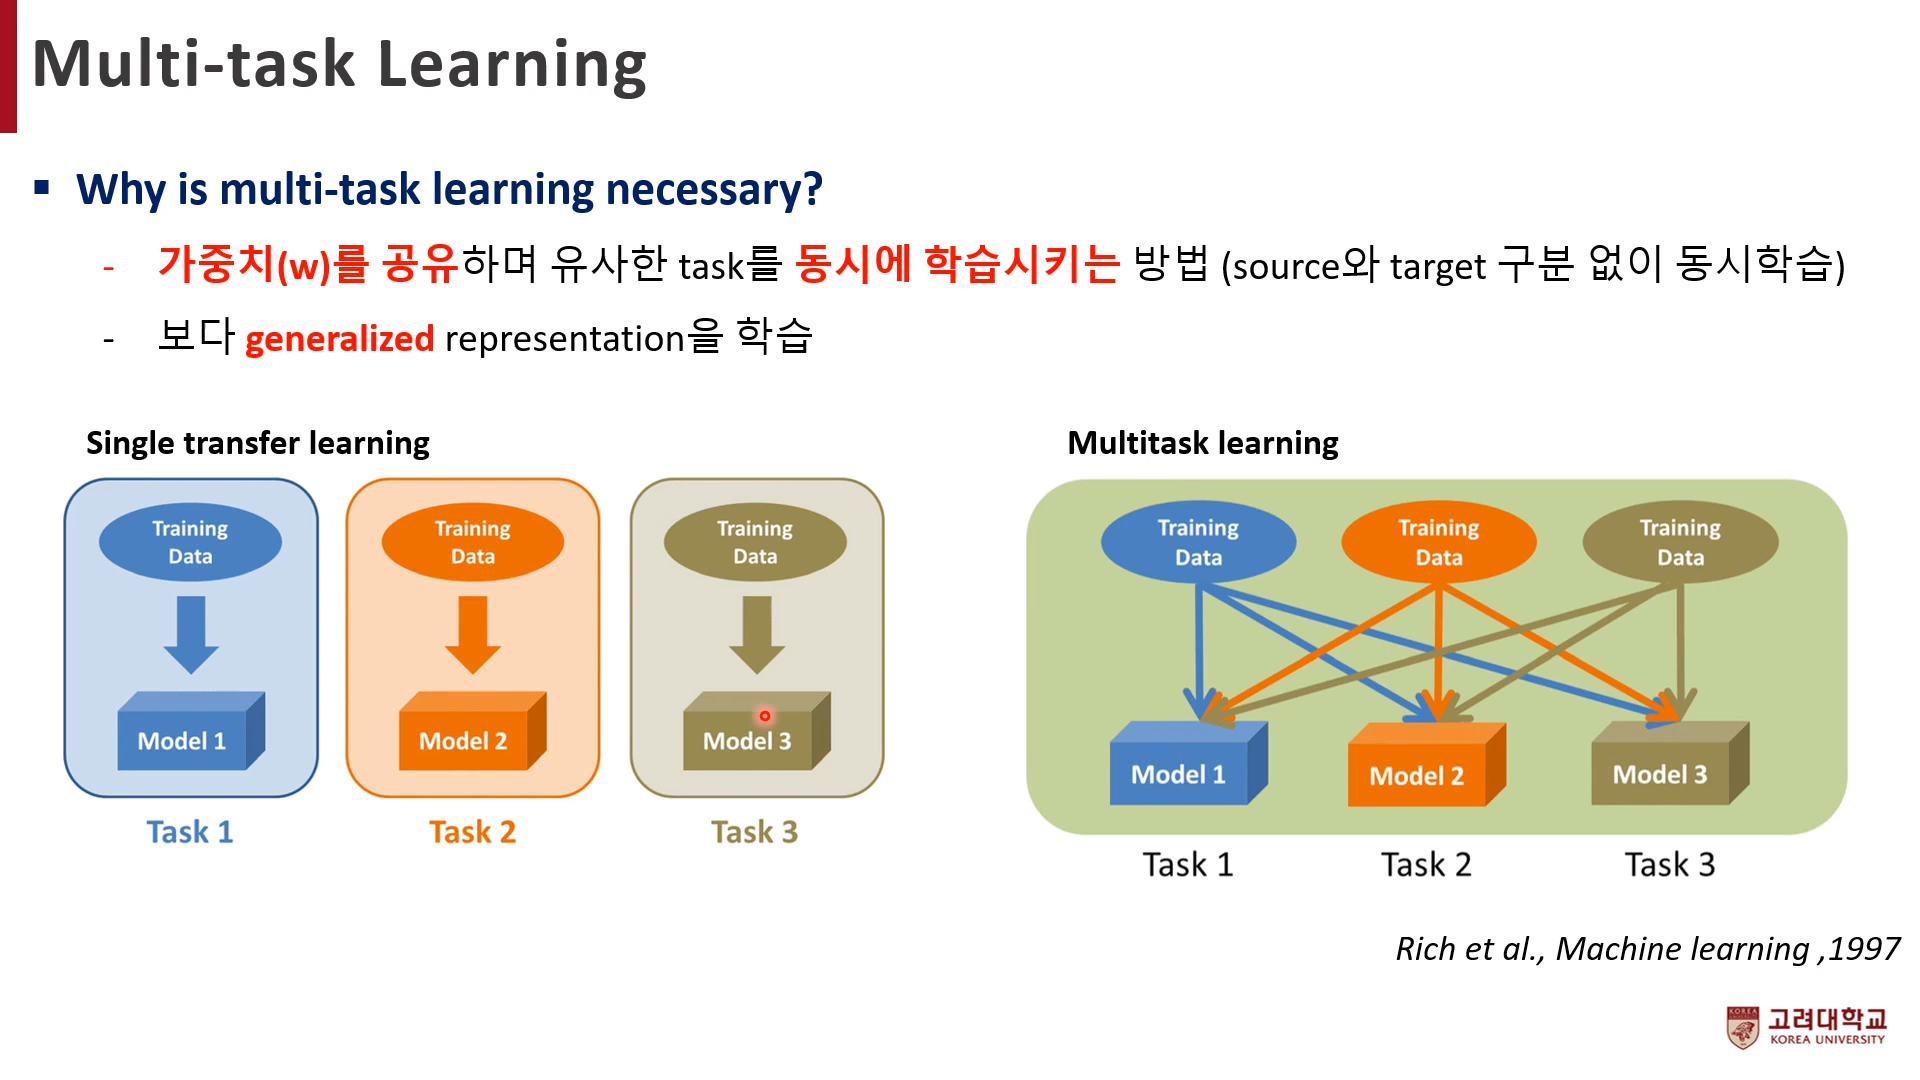 Multi-task Learning
▪ Why is multi-task learning necessary?
- 가중치(w)를 공유하며 유사한 task를 동시에 학습시키는 방법 (source와 target 구분 없이 동시학습)
- 보다 generalized representation을 학습
Single transfer learning
Training
Data
Model 1
Task 1
Training
Data
Model 2
Task 2
Training
Data
Model 3
Task 3
Multitask learning
Training
Data
Training
Data
Training
Data
Model 1
Model 2
Model 3
Task 1
Task 2
Task 3
Rich et al., Machine learning ,1997
KOREA
고려대학교
KOREA UNIVERSITY